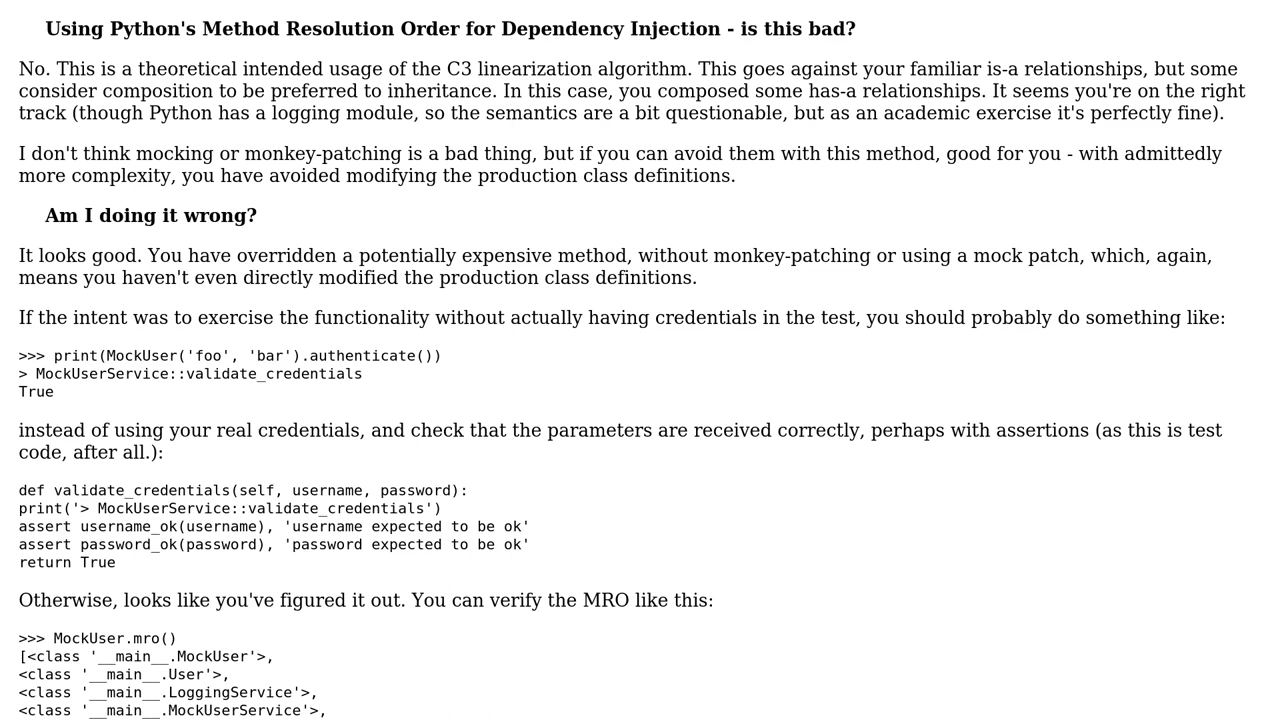 Using Python's Method Resolution Order for Dependency Injection - is this bad?
No. This is a theoretical intended usage of the C3 linearization algorithm. This goes against your familiar is-a relationships, but some
consider composition to be preferred to inheritance. In this case, you composed some has-a relationships. It seems you're on the right
track (though Python has a logging module, so the semantics are a bit questionable, but as an academic exercise it's perfectly fine).
I don't think mocking or monkey-patching is a bad thing, but if you can avoid them with this method, good for you - with admittedly
more complexity, you have avoided modifying the production class definitions.
Am I doing it wrong?
It looks good. You have overridden a potentially expensive method, without monkey-patching or using a mock patch, which, again,
means you haven't even directly modified the production class definitions.
If the intent was to exercise the functionality without actually having credentials in the test, you should probably do something like:
>>> print(MockUser('foo', 'bar').authenticate())
> MockUserService::validate_credentials
True
instead of using your real credentials, and check that the parameters are received correctly, perhaps with assertions (as this is test
code, after all.):
def validate_credentials(self, username, password):
print('> MockUserService::validate_credentials')
assert username_ok(username), 'username expected to be ok'
assert password_ok(password), 'password expected to be ok'
return True
Otherwise, looks like you've figured it out. You can verify the MRO like this:
>>> MockUser.mro()
[<class '__main__.MockUser'>,
<class '__main__.User'>,
<class '__main__.LoggingService'>,
<class '__main__.MockUserService'>,